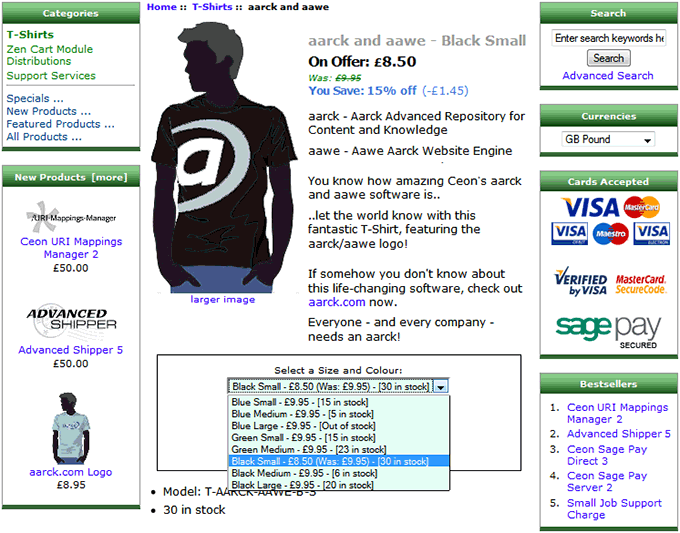 Categories
T-Shirts
Zen Cart Module
Distributions
Support Services
Specials ...
New Products ...
Featured Products ...
All Products ...
New Products [more]
URI-Mappings-Manager
Ceon URI Mappings
Manager 2
£50.00
ADVANCED
SHIPPER
Advanced Shipper 5
£50.00
aarck.com Logo
£8.95
Home :: T-Shirts :: aarck and aawe
a
larger image
aarck and aawe - Black Small
On Offer: £8.50
Was: £9.95
You Save: 15% off (-£1.45)
aarck - Aarck Advanced Repository for
Content and Knowledge
aawe - Aawe Aarck Website Engine
You know how amazing Ceon's aarck
and aawe software is..
..let the world know with this
fantastic T-Shirt, featuring the
aarck/aawe logo!
If somehow you don't know about
this life-changing software, check out
aarck.com now.
Everyone - and every company -
needs an aarck!
Select a Size and Colour:
Black Small - £8.50 (Was: £9.95) - [30 in stock]
Blue Small - £9.95 - [15 in stock]
Blue Medium - £9.95 - [5 in stock]
Blue Large - £9.95 - [Out of stock]
Green Small - £9.95 - [15 in stock]
Green Medium - £9.95 - [23 in stock]
Black Small - £8.50 (Was: £9.95) - [30 in stock]
Black Medium - £9.95 - [6 in stock]
Black Large - £9.95 - [20 in stock]
• Model: T-AARCK-AAWE-B-S
• 30 in stock
Search
Enter search keywords he
Search
Advanced Search
Currencies
GB Pound
Cards Accepted
VISA MasterCard
VISA DEBIT Maestro VISA ELECTRON
VERIFIED by VISA MasterCard. SecureCode.
sage pay
SECURED
Bestsellers
1. Ceon URI Mappings
Manager 2
2. Advanced Shipper 5
3. Ceon Sage Pay
Direct 3
4. Ceon Sage Pay
Server 2
5. Small Job Support
Charge